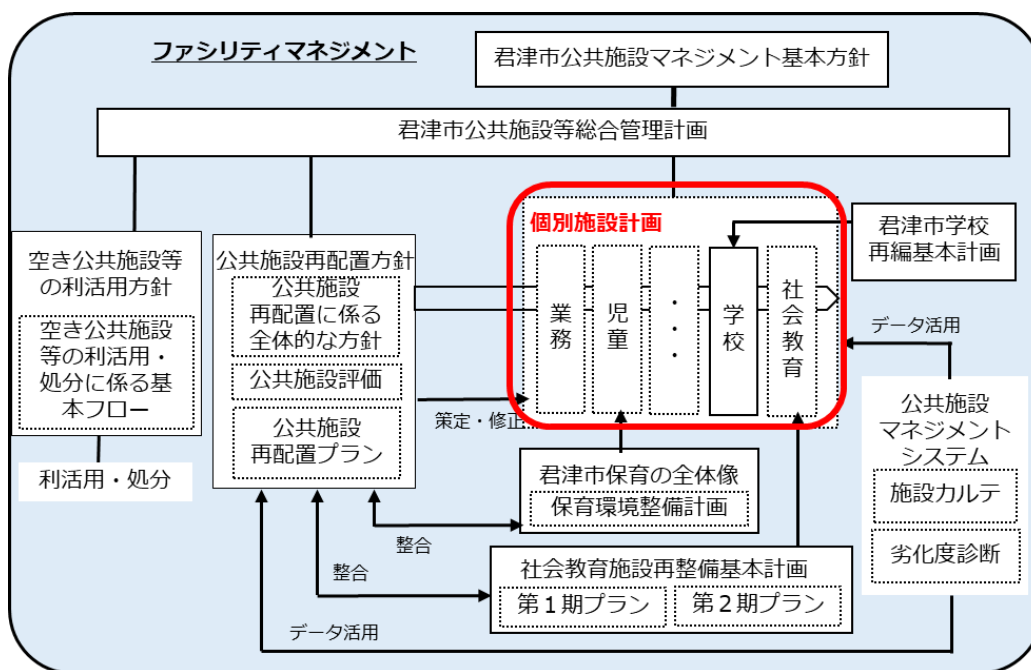 ファシリティマネジメント
君津市公共施設マネジメント基本方針
君津市公共施設等総合管理計画
空き公共施設等
の利活用方針
空き公共施設
等の利活用・
処分に係る基
本フロー
利活用・処分
公共施設再配置方針
公共施設
再配置に係る
全体的な方針
公共施設評価
公共施設
再配置プラン
策定・修正
個別施設計画
業務
児童
・・・
学校
社会教育
君津市学校
再編基本計画
データ活用
公共施設
マネジメント
システム
施設カルテ
劣化度診断
君津市保育の全体像
保育環境整備計画
整合
社会教育施設再整備基本計画
第１期プラン
第２期プラン
整合
データ活用